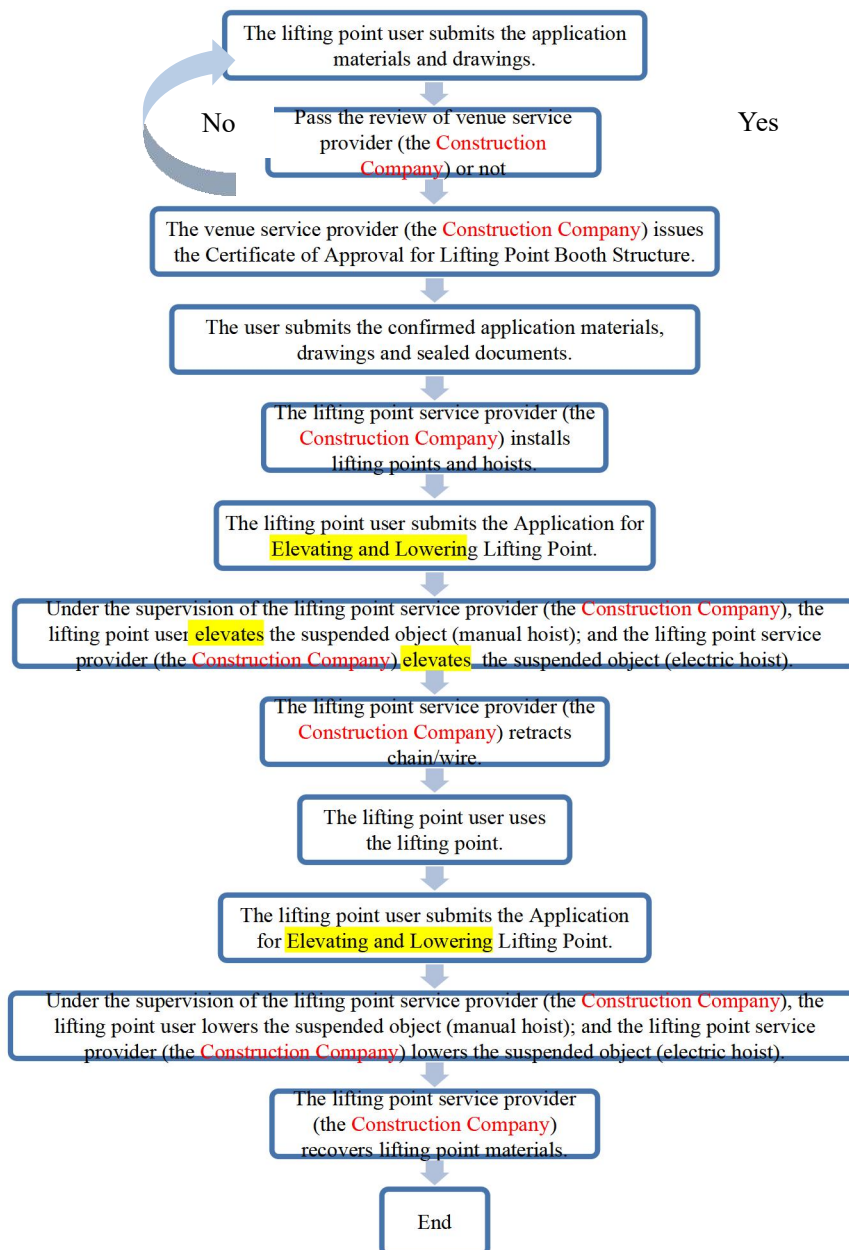 The lifting point user submits the application
materials and drawings.
No
Pass the review of venue service
provider (the Construction
Company) or not
Yes
The venue service provider (the Construction Company) issues
the Certificate of Approval for Lifting Point Booth Structure.
The user submits the confirmed application materials,
drawings and sealed documents.
The lifting point service provider (the
Construction Company) installs
lifting points and hoists.
The lifting point user submits the Application for
Elevating and Lowering Lifting Point.
Under the supervision of the lifting point service provider (the Construction Company), the
lifting point user elevates the suspended object (manual hoist); and the lifting point service
provider (the Construction Company) elevates the suspended object (electric hoist).
The lifting point service provider (the
Construction Company) retracts
chain/wire.
The lifting point user uses
the lifting point.
The lifting point user submits the Application
for Elevating and Lowering Lifting Point.
Under the supervision of the lifting point service provider (the Construction Company), the
lifting point user lowers the suspended object (manual hoist); and the lifting point service
provider (the Construction Company) lowers the suspended object (electric hoist).
The lifting point service provider
(the Construction Company)
recovers lifting point materials.
End